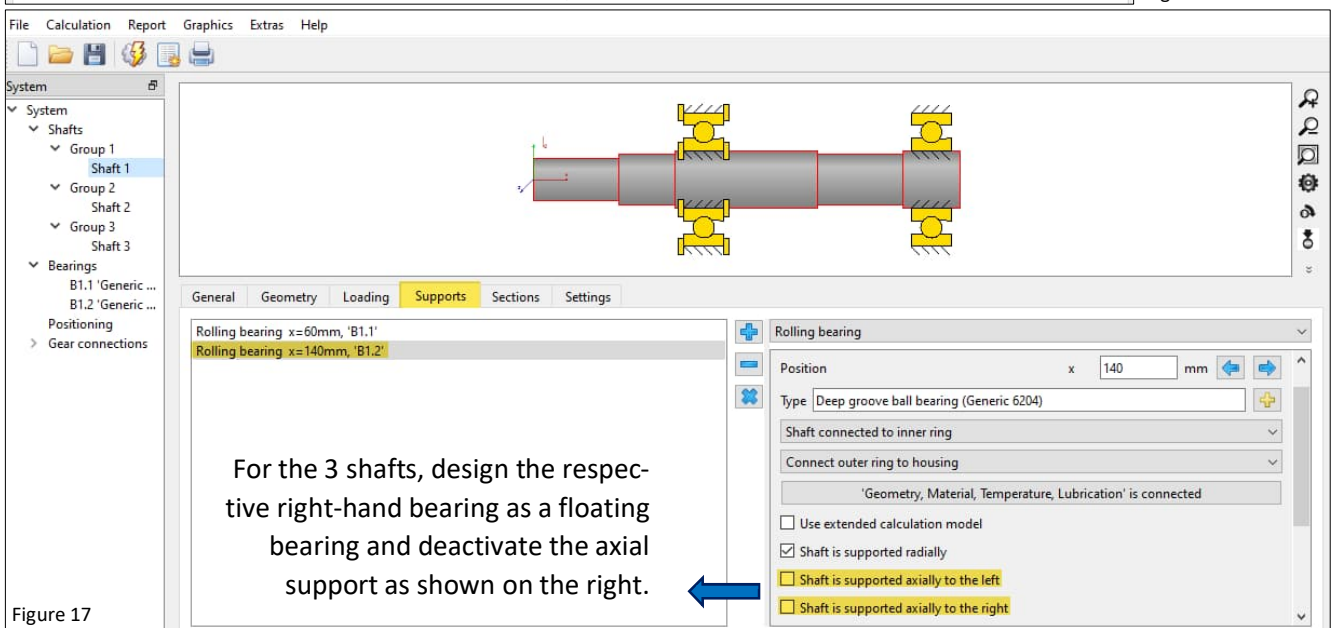 File Calculation Report Graphics Extras Help
System
System
Shafts
Group 1
Shaft 1
Group 2
Shaft 2
Group 3
Shaft 3
Bearings
B1.1 'Generic ...
B1.2 'Generic ...
Positioning
Gear connections
General Geometry Loading Supports Sections Settings
Rolling bearing x=60mm, 'B1.1'
Rolling bearing x=140mm, 'B1.2'
Rolling bearing
Position x 140 mm
Type Deep groove ball bearing (Generic 6204)
Shaft connected to inner ring
Connect outer ring to housing
'Geometry, Material, Temperature, Lubrication' is connected
Use extended calculation model
Shaft is supported radially
Shaft is supported axially to the left
Shaft is supported axially to the right
For the 3 shafts, design the respec-
tive right-hand bearing as a floating
bearing and deactivate the axial
support as shown on the right.
Figure 17